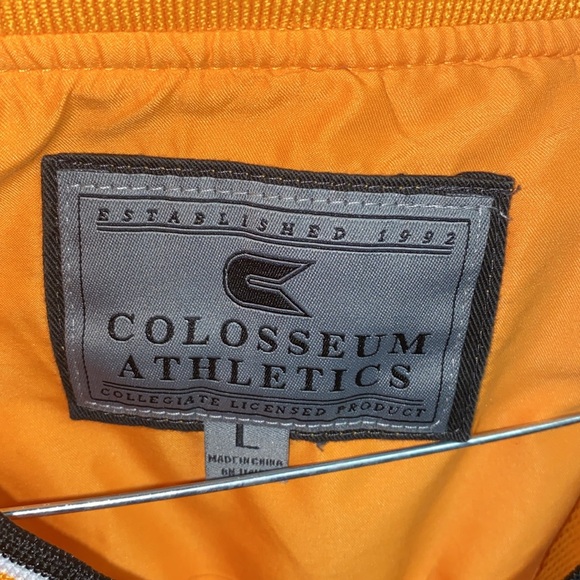 ESTABLISHED 1992
COLOSSEUM
ATHLETICS
COLLEGIATE LICENSED PRODUCT
L
MADE IN CHINA